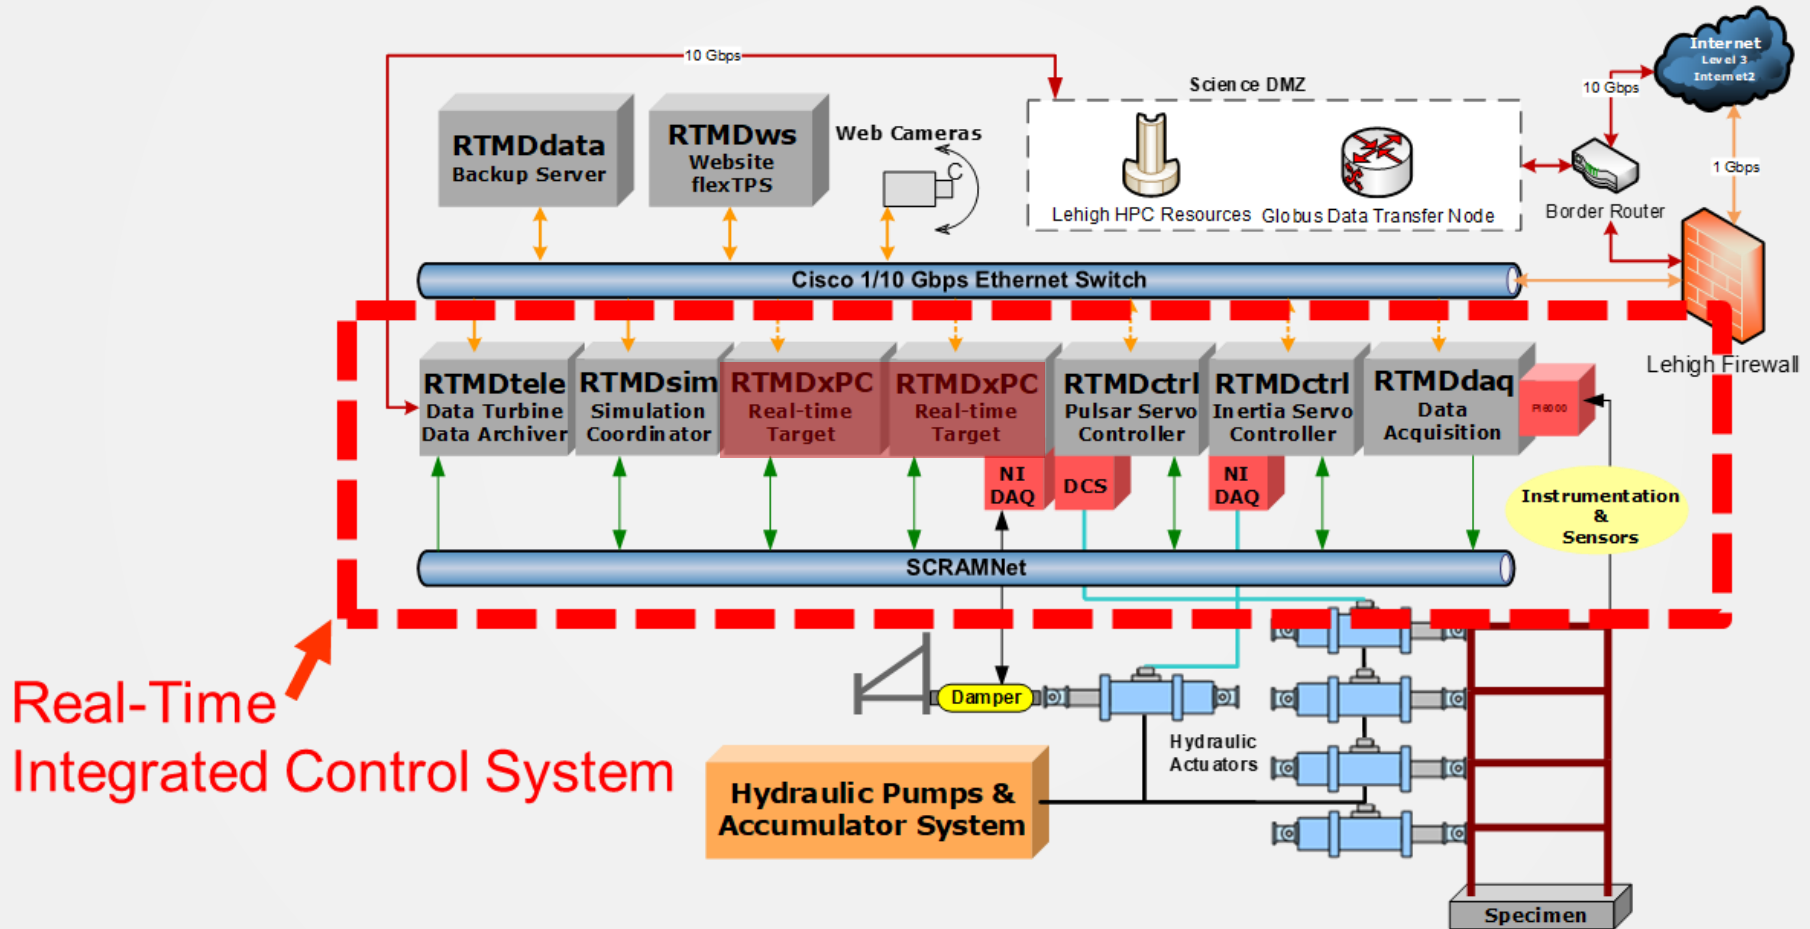 10 Gbps
Science DMZ
Internet
Level 3
Internet2
10 Gbps
1 Gbps
RTMDdata
Backup Server
RTMDws
Website
flexTPS
Web Cameras
C
Lehigh HPC Resources
Globus Data Transfer Node
Border Router
Cisco 1/10 Gbps Ethernet Switch
Lehigh Firewall
RTMDtele
Data Turbine
Data Archiver
RTMDsim
Simulation
Coordinator
RTMDxPC
Real-time
Target
RTMDxPC
Real-time
Target
RTMDctrl
Pulsar Servo
Controller
RTMDctrl
Inertia Servo
Controller
RTMDdaq
Data
Acquisition
PI6000
NI
DAQ
DCS
NI
DAQ
Instrumentation
&
Sensors
SCRAMNet
Real-Time
Integrated Control System
Damper
Hydraulic
Actuators
Hydraulic Pumps &
Accumulator System
Specimen